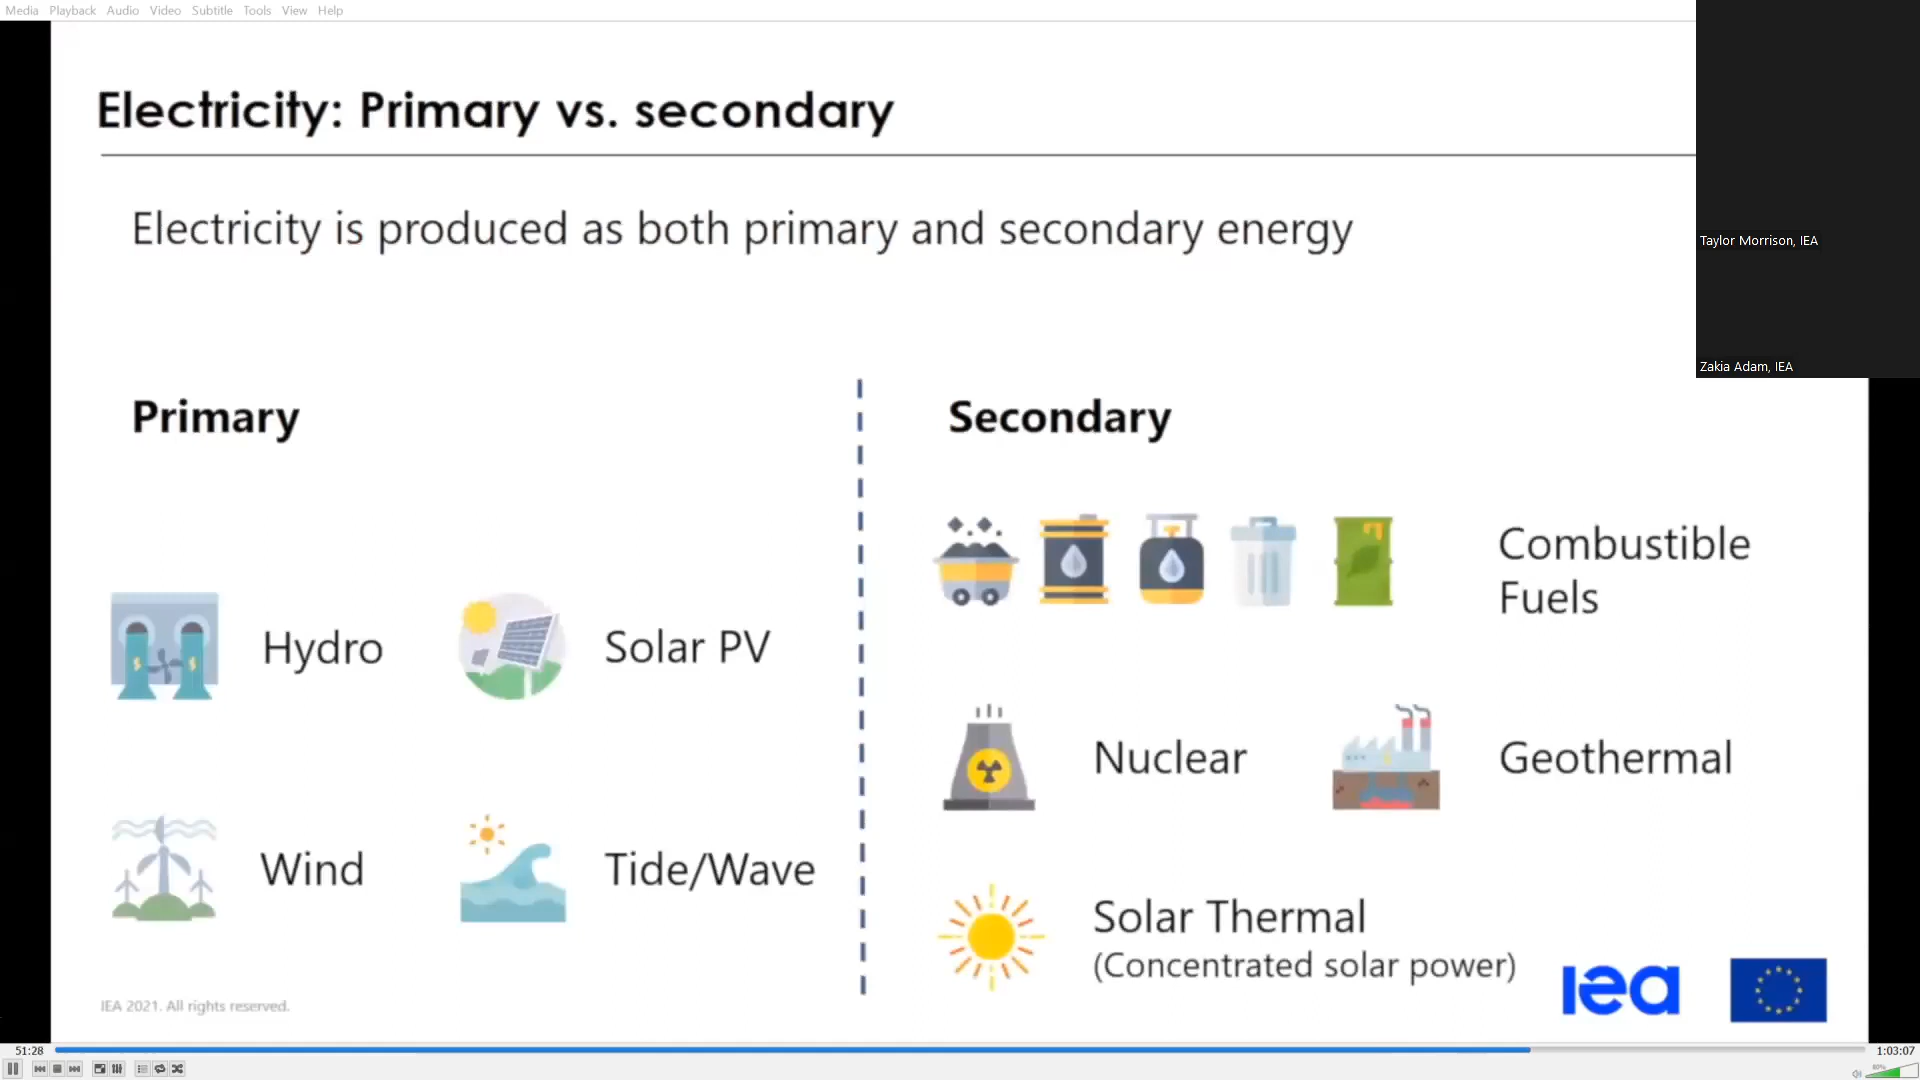 Media Playback Audio Video Subtitle Tools View Help
Electricity: Primary vs. secondary
Electricity is produced as both primary and secondary energy
Taylor Morrison, IEA
Zakia Adam, IEA
Primary
Hydro
Solar PV
Wind
Tide/Wave
Secondary
Combustible
Fuels
Nuclear
Geothermal
Solar Thermal
(Concentrated solar power)
IEA 2021. All rights reserved.
iea
51:28
1:03:07
80%